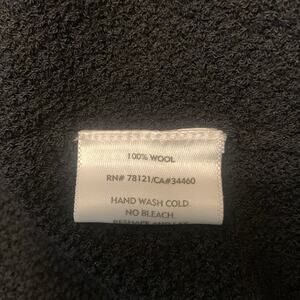 100% WOOL
RN# 78121/CA#34460
HAND WASH COLD
NO BLEACH